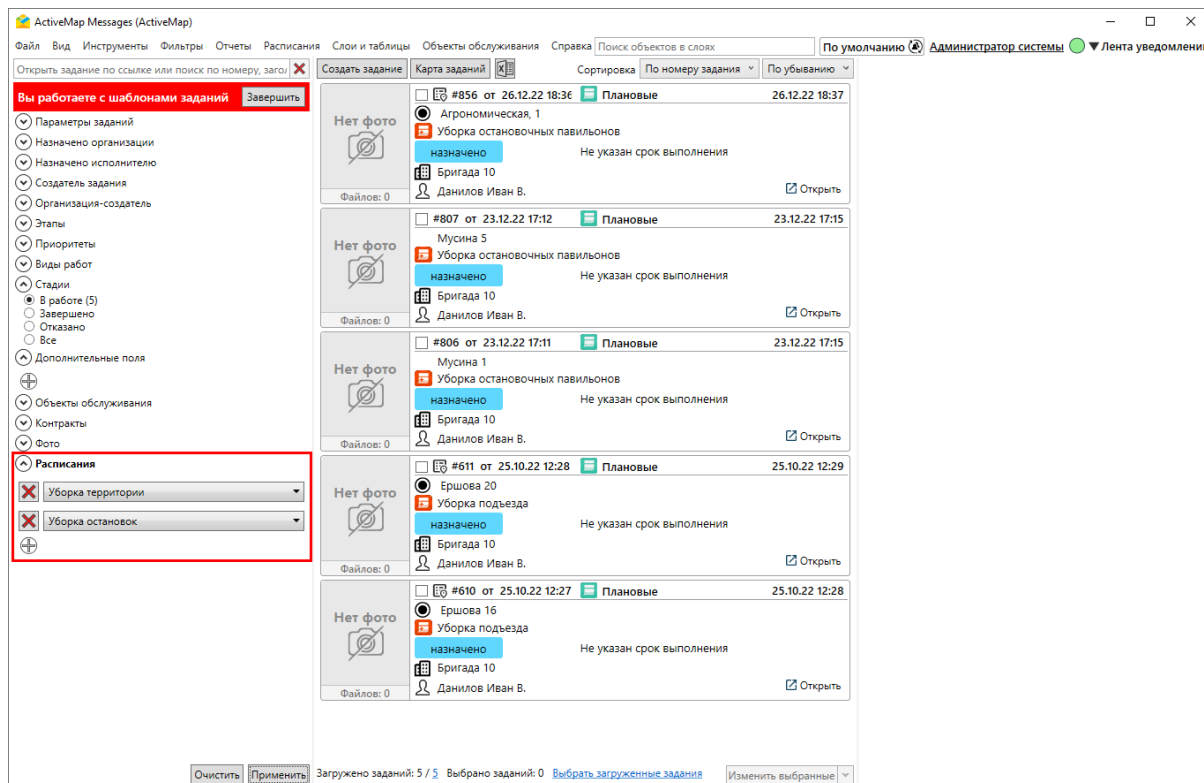 ActiveMap Messages (ActiveMap)
Файл Вид Инструменты Фильтры Отчеты Расписания Слои и таблицы Объекты обслуживания Справка Поиск объектов в слоях По умолчанию Администратор системы ▼ Лента уведомлени
Открыть задание по ссылке или поиск по номеру, заго Создать задание Карта заданий Сортировка По номеру задания По убыванию
Вы работаете с шаблонами заданий Завершить
Параметры заданий
Назначено организации
Назначено исполнителю
Создатель задания
Организация-создатель
Этапы
Приоритеты
Виды работ
Стадии
В работе (5)
Завершено
Отказано
Все
Дополнительные поля
Объекты обслуживания
Контракты
Фото
Расписания
Уборка территории
Уборка остановок
Очистить Применить
Нет фото
Файлов: 0
#856 от 26.12.22 18:36 Плановые 26.12.22 18:37
Агрономическая, 1
Уборка остановочных павильонов
назначено Не указан срок выполнения
Бригада 10
Данилов Иван В. Открыть
Нет фото
Файлов: 0
#807 от 23.12.22 17:12 Плановые 23.12.22 17:15
Мусина 5
Уборка остановочных павильонов
назначено Не указан срок выполнения
Бригада 10
Данилов Иван В. Открыть
Нет фото
Файлов: 0
#806 от 23.12.22 17:11 Плановые 23.12.22 17:15
Мусина 1
Уборка остановочных павильонов
назначено Не указан срок выполнения
Бригада 10
Данилов Иван В. Открыть
Нет фото
Файлов: 0
#611 от 25.10.22 12:28 Плановые 25.10.22 12:29
Ершова 20
Уборка подъезда
назначено Не указан срок выполнения
Бригада 10
Данилов Иван В. Открыть
Нет фото
Файлов: 0
#610 от 25.10.22 12:27 Плановые 25.10.22 12:28
Ершова 16
Уборка подъезда
назначено Не указан срок выполнения
Бригада 10
Данилов Иван В. Открыть
Загружено заданий: 5 / 5 Выбрано заданий: 0 Выбрать загруженные задания Изменить выбранные